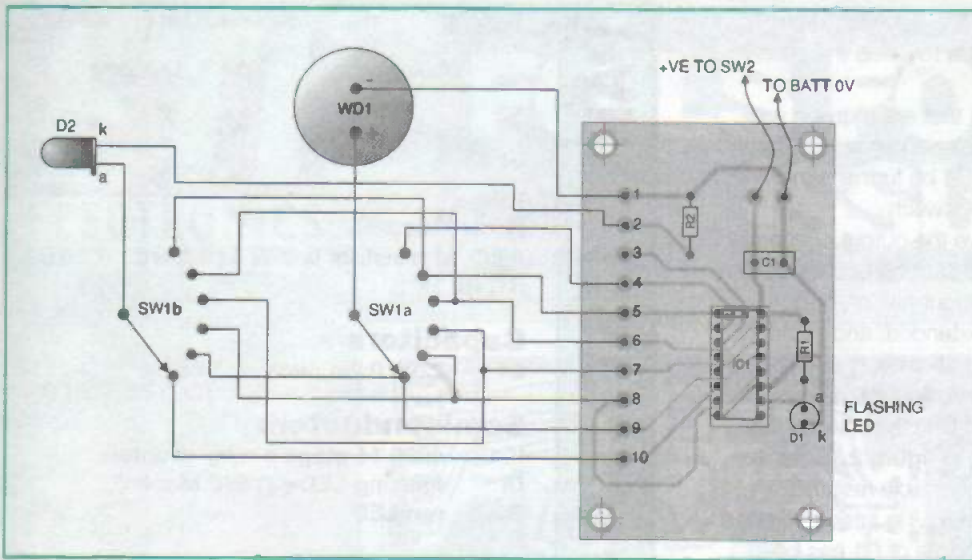 +VE TO SW2
TO BATT 0V
D2
k
a
-
WD1
+
SW1b
SW1a
1
2
3
4
5
6
7
8
9
10
R2
C1
IC1
R1
a
D1
k
FLASHING
LED